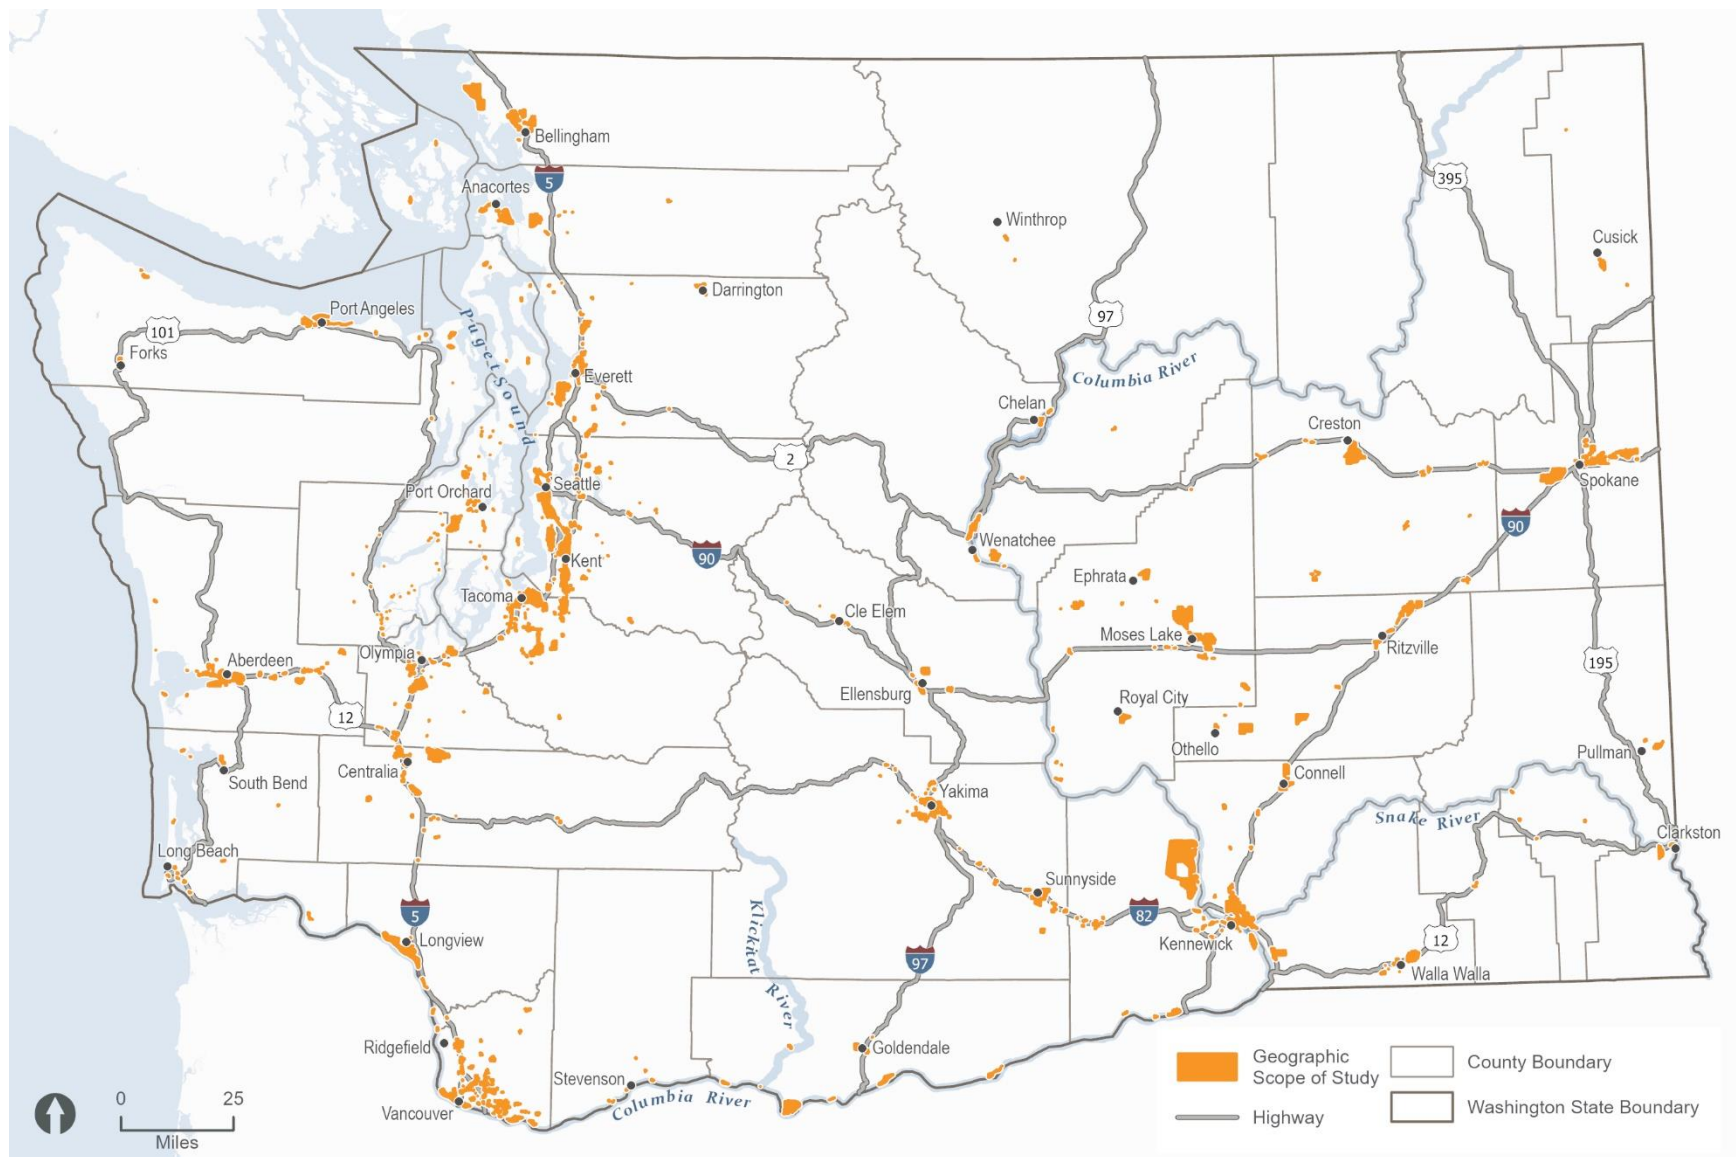 Bellingham
Anacortes
5
Winthrop
395
Cusick
Darrington
Port Angeles
101
97
Puget Sound
Forks
Everett
Columbia River
Chelan
Creston
2
Seattle
Port Orchard
Spokane
90
90
Wenatchee
Kent
Ephrata
Tacoma
Cle Elem
Moses Lake
Ritzville
Olympia
Aberdeen
195
Ellensburg
Royal City
12
Othello
Pullman
Centralia
Connell
South Bend
Yakima
Snake River
Clarkston
Long Beach
Sunnyside
5
82
Klickitat River
Longview
Kennewick
12
97
Walla Walla
Ridgefield
Goldendale
Stevenson
Columbia River
Vancouver
0 25
Miles
Geographic
Scope of Study
Highway
County Boundary
Washington State Boundary